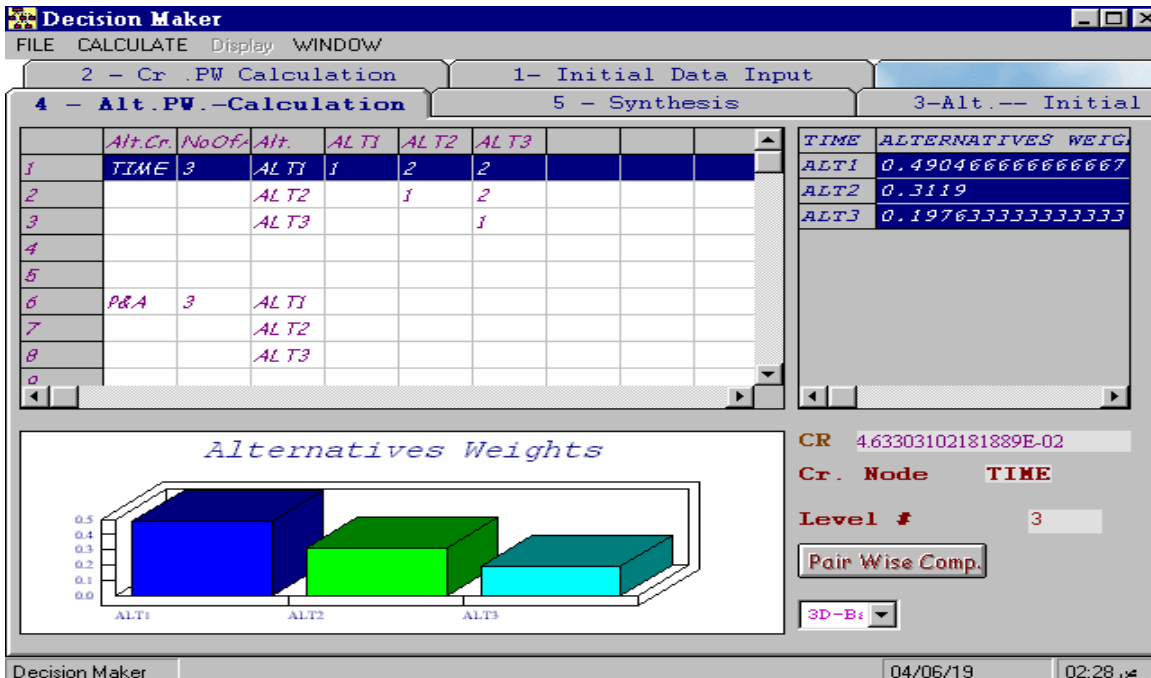 Decision Maker
FILE CALCULATE Display WINDOW
2 - Cr .PW Calculation 1- Initial Data Input
4 - Alt.PW.-Calculation 5 - Synthesis 3-Alt.-- Initial
Alt.Cr. NoOfA Alt. ALT1 ALT2 ALT3
1 TIME 3 ALT1 1 2 2
2 ALT2 1 2
3 ALT3 1
4
5
6 P&A 3 ALT1
7 ALT2
8 ALT3
9
TIME ALTERNATIVES WEIG
ALT1 0.490466666666667
ALT2 0.3119
ALT3 0.197633333333333
Alternatives Weights
0.5
0.4
0.3
0.2
0.1
0.0
ALT1 ALT2 ALT3
CR 4.63303102181889E-02
Cr. Node TIME
Level # 3
Pair Wise Comp.
3D-Ba
Decision Maker 04/06/19 02:28 ص